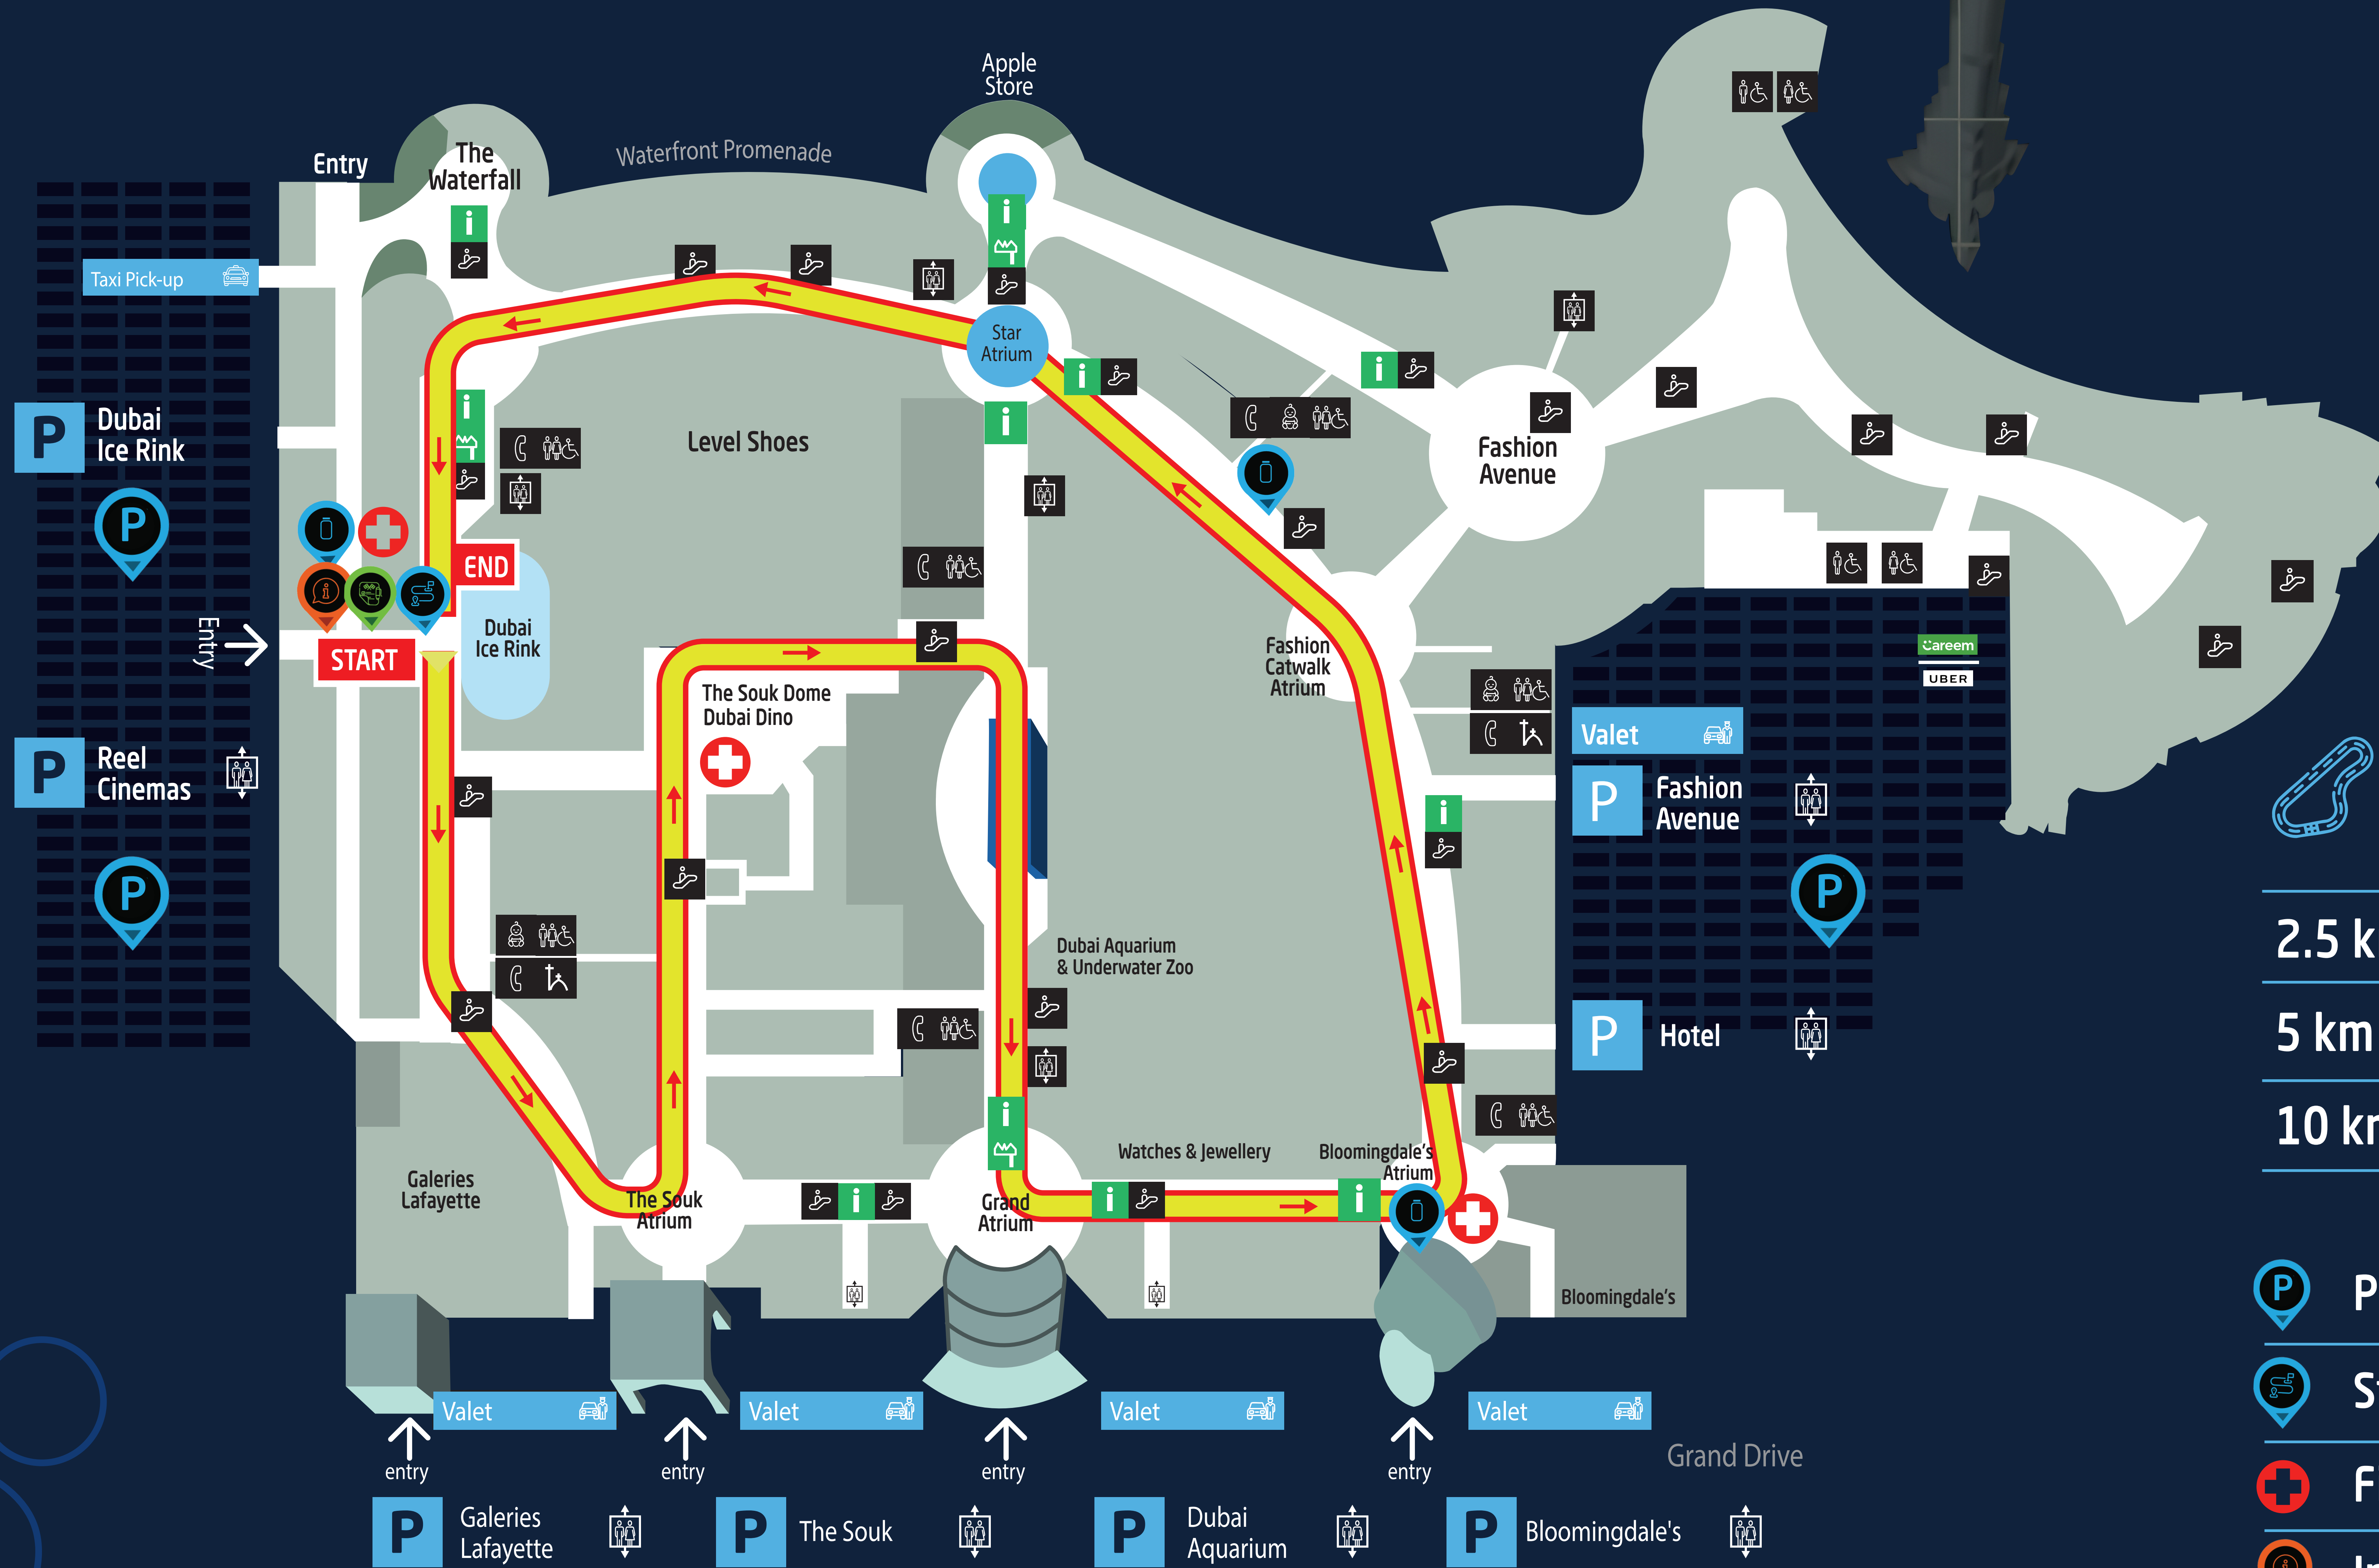 Apple
Store
Entry
The
Waterfall
Waterfront Promenade
Taxi Pick-up
Star
Atrium
P
Dubai
Ice Rink
Level Shoes
Fashion
Avenue
P
END
Entry
START
Dubai
Ice Rink
Fashion
Catwalk
Atrium
Careem
UBER
The Souk Dome
Dubai Dino
Valet
P
Reel
Cinemas
P
Fashion
Avenue
P
P
Dubai Aquarium
& Underwater Zoo
2.5 k
P
Hotel
5 km
10 k
Watches & Jewellery
Bloomingdale's
Atrium
Galeries
Lafayette
The Souk
Atrium
Grand
Atrium
Bloomingdale's
P
P
Valet
Valet
Valet
Valet
St
Grand Drive
entry
entry
entry
entry
F
P
Galeries
Lafayette
P
The Souk
P
Dubai
Aquarium
P
Bloomingdale's